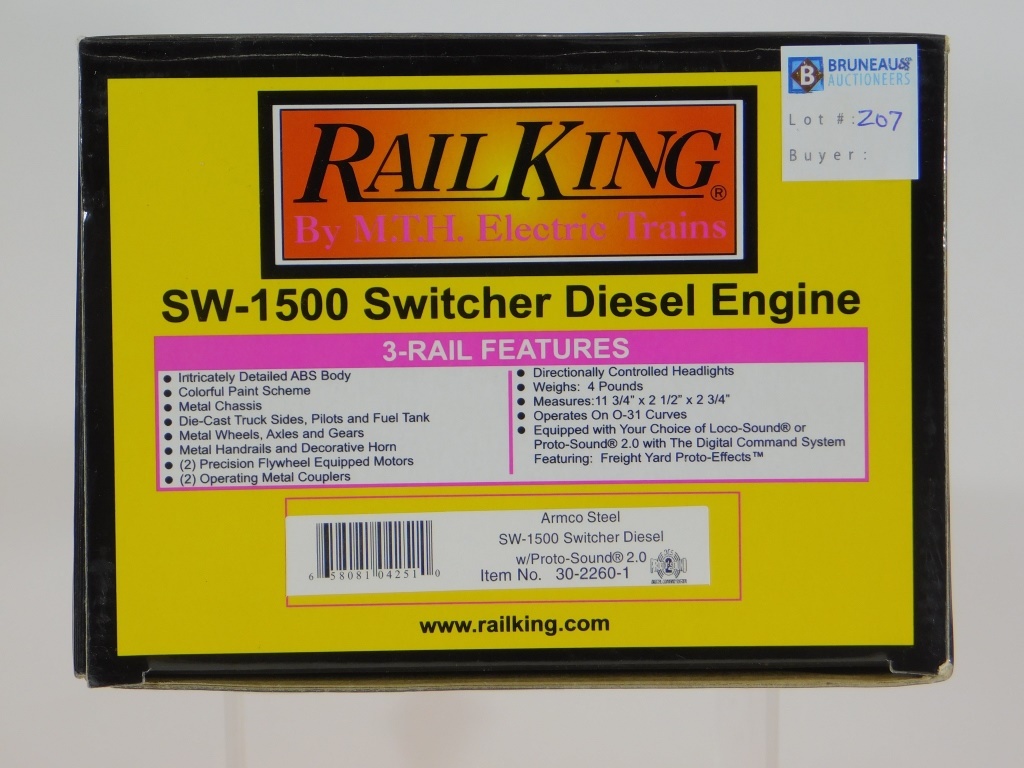 BRUNEAU & CO
AUCTIONEERS
Lot #: 207
Buyer:
RAILKING®
By M.T.H. Electric Trains
SW-1500 Switcher Diesel Engine
3-RAIL FEATURES
● Intricately Detailed ABS Body
● Colorful Paint Scheme
● Metal Chassis
● Die-Cast Truck Sides, Pilots and Fuel Tank
● Metal Wheels, Axles and Gears
● Metal Handrails and Decorative Horn
● (2) Precision Flywheel Equipped Motors
● (2) Operating Metal Couplers
● Directionally Controlled Headlights
● Weighs: 4 Pounds
● Measures:11 3/4" x 2 1/2" x 2 3/4"
● Operates On O-31 Curves
● Equipped with Your Choice of Loco-Sound® or
Proto-Sound® 2.0 with The Digital Command System
Featuring: Freight Yard Proto-Effects™
Armco Steel
SW-1500 Switcher Diesel
w/Proto-Sound® 2.0
Item No. 30-2260-1
6 58081 04251 0
www.railking.com